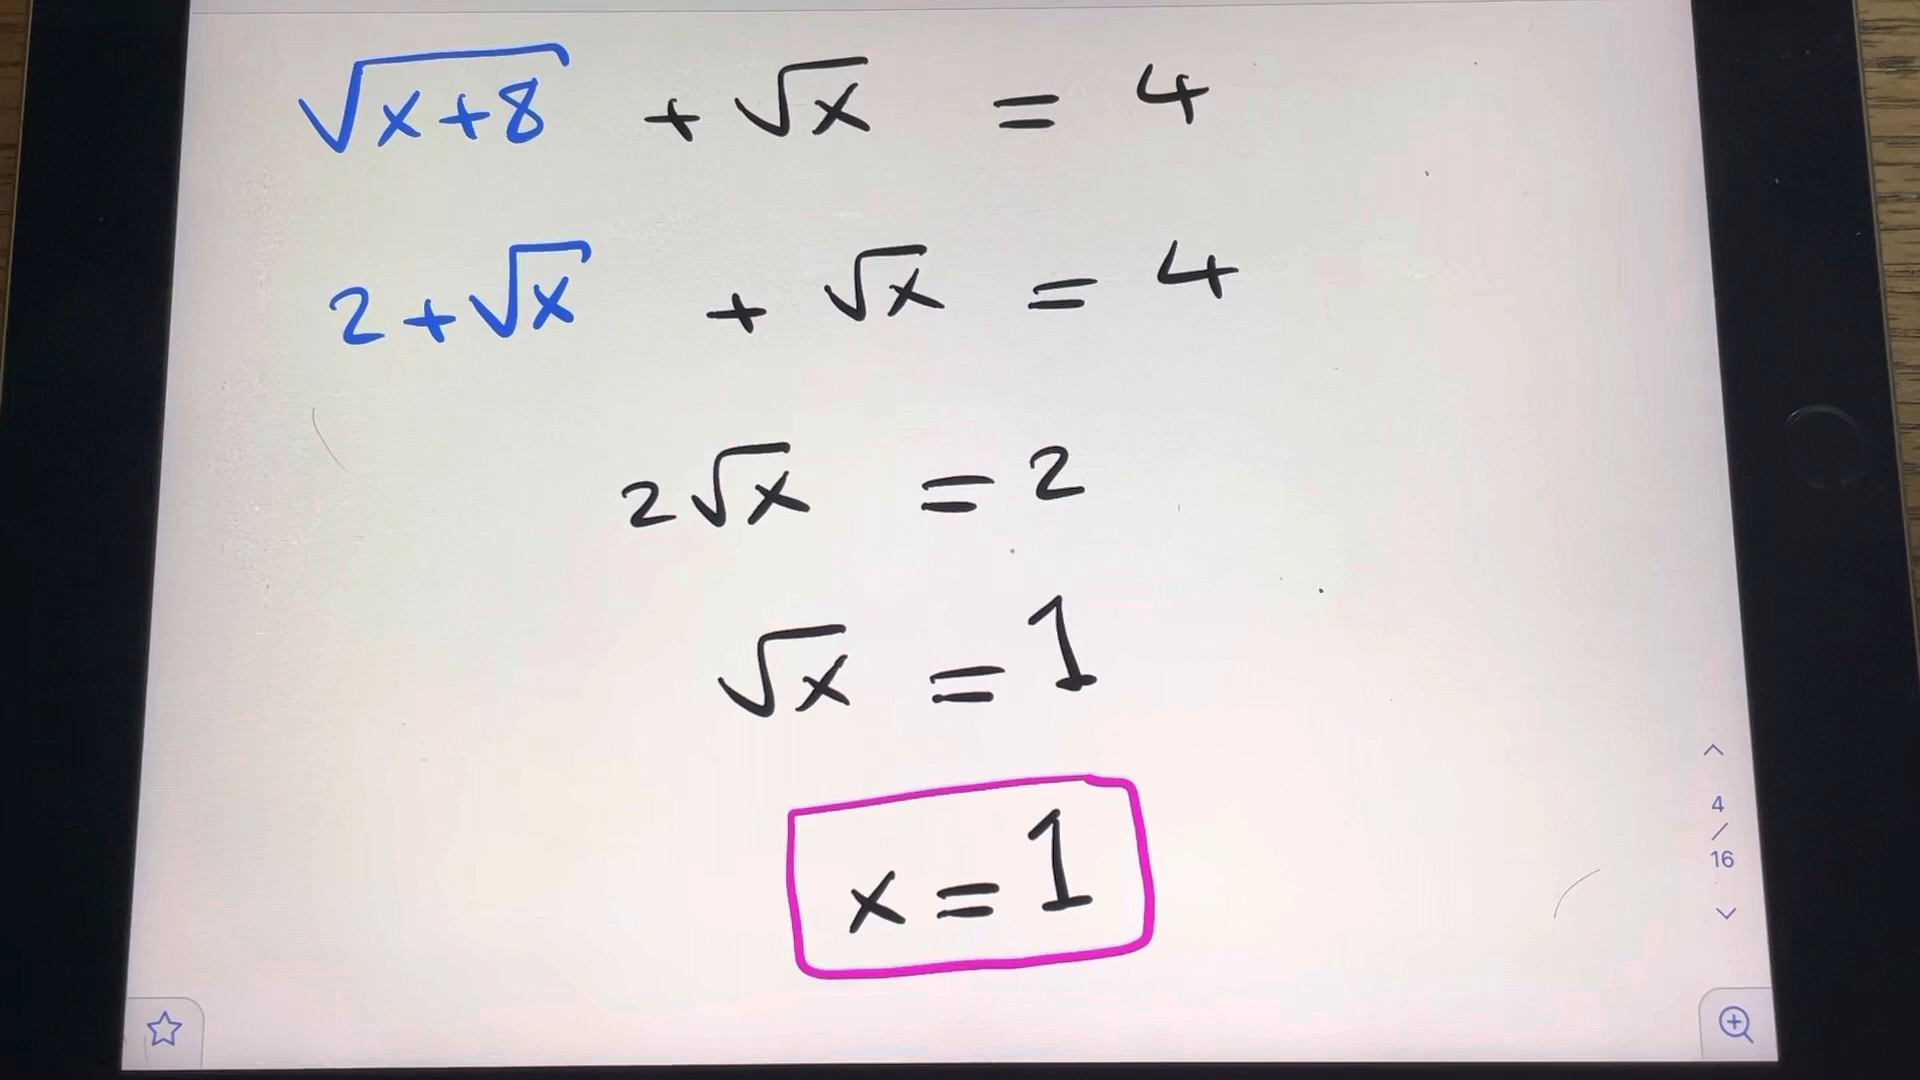 √x+8 + √x = 4
2+√x + √x = 4
2√x = 2
√x = 1
x = 1
4
/
16